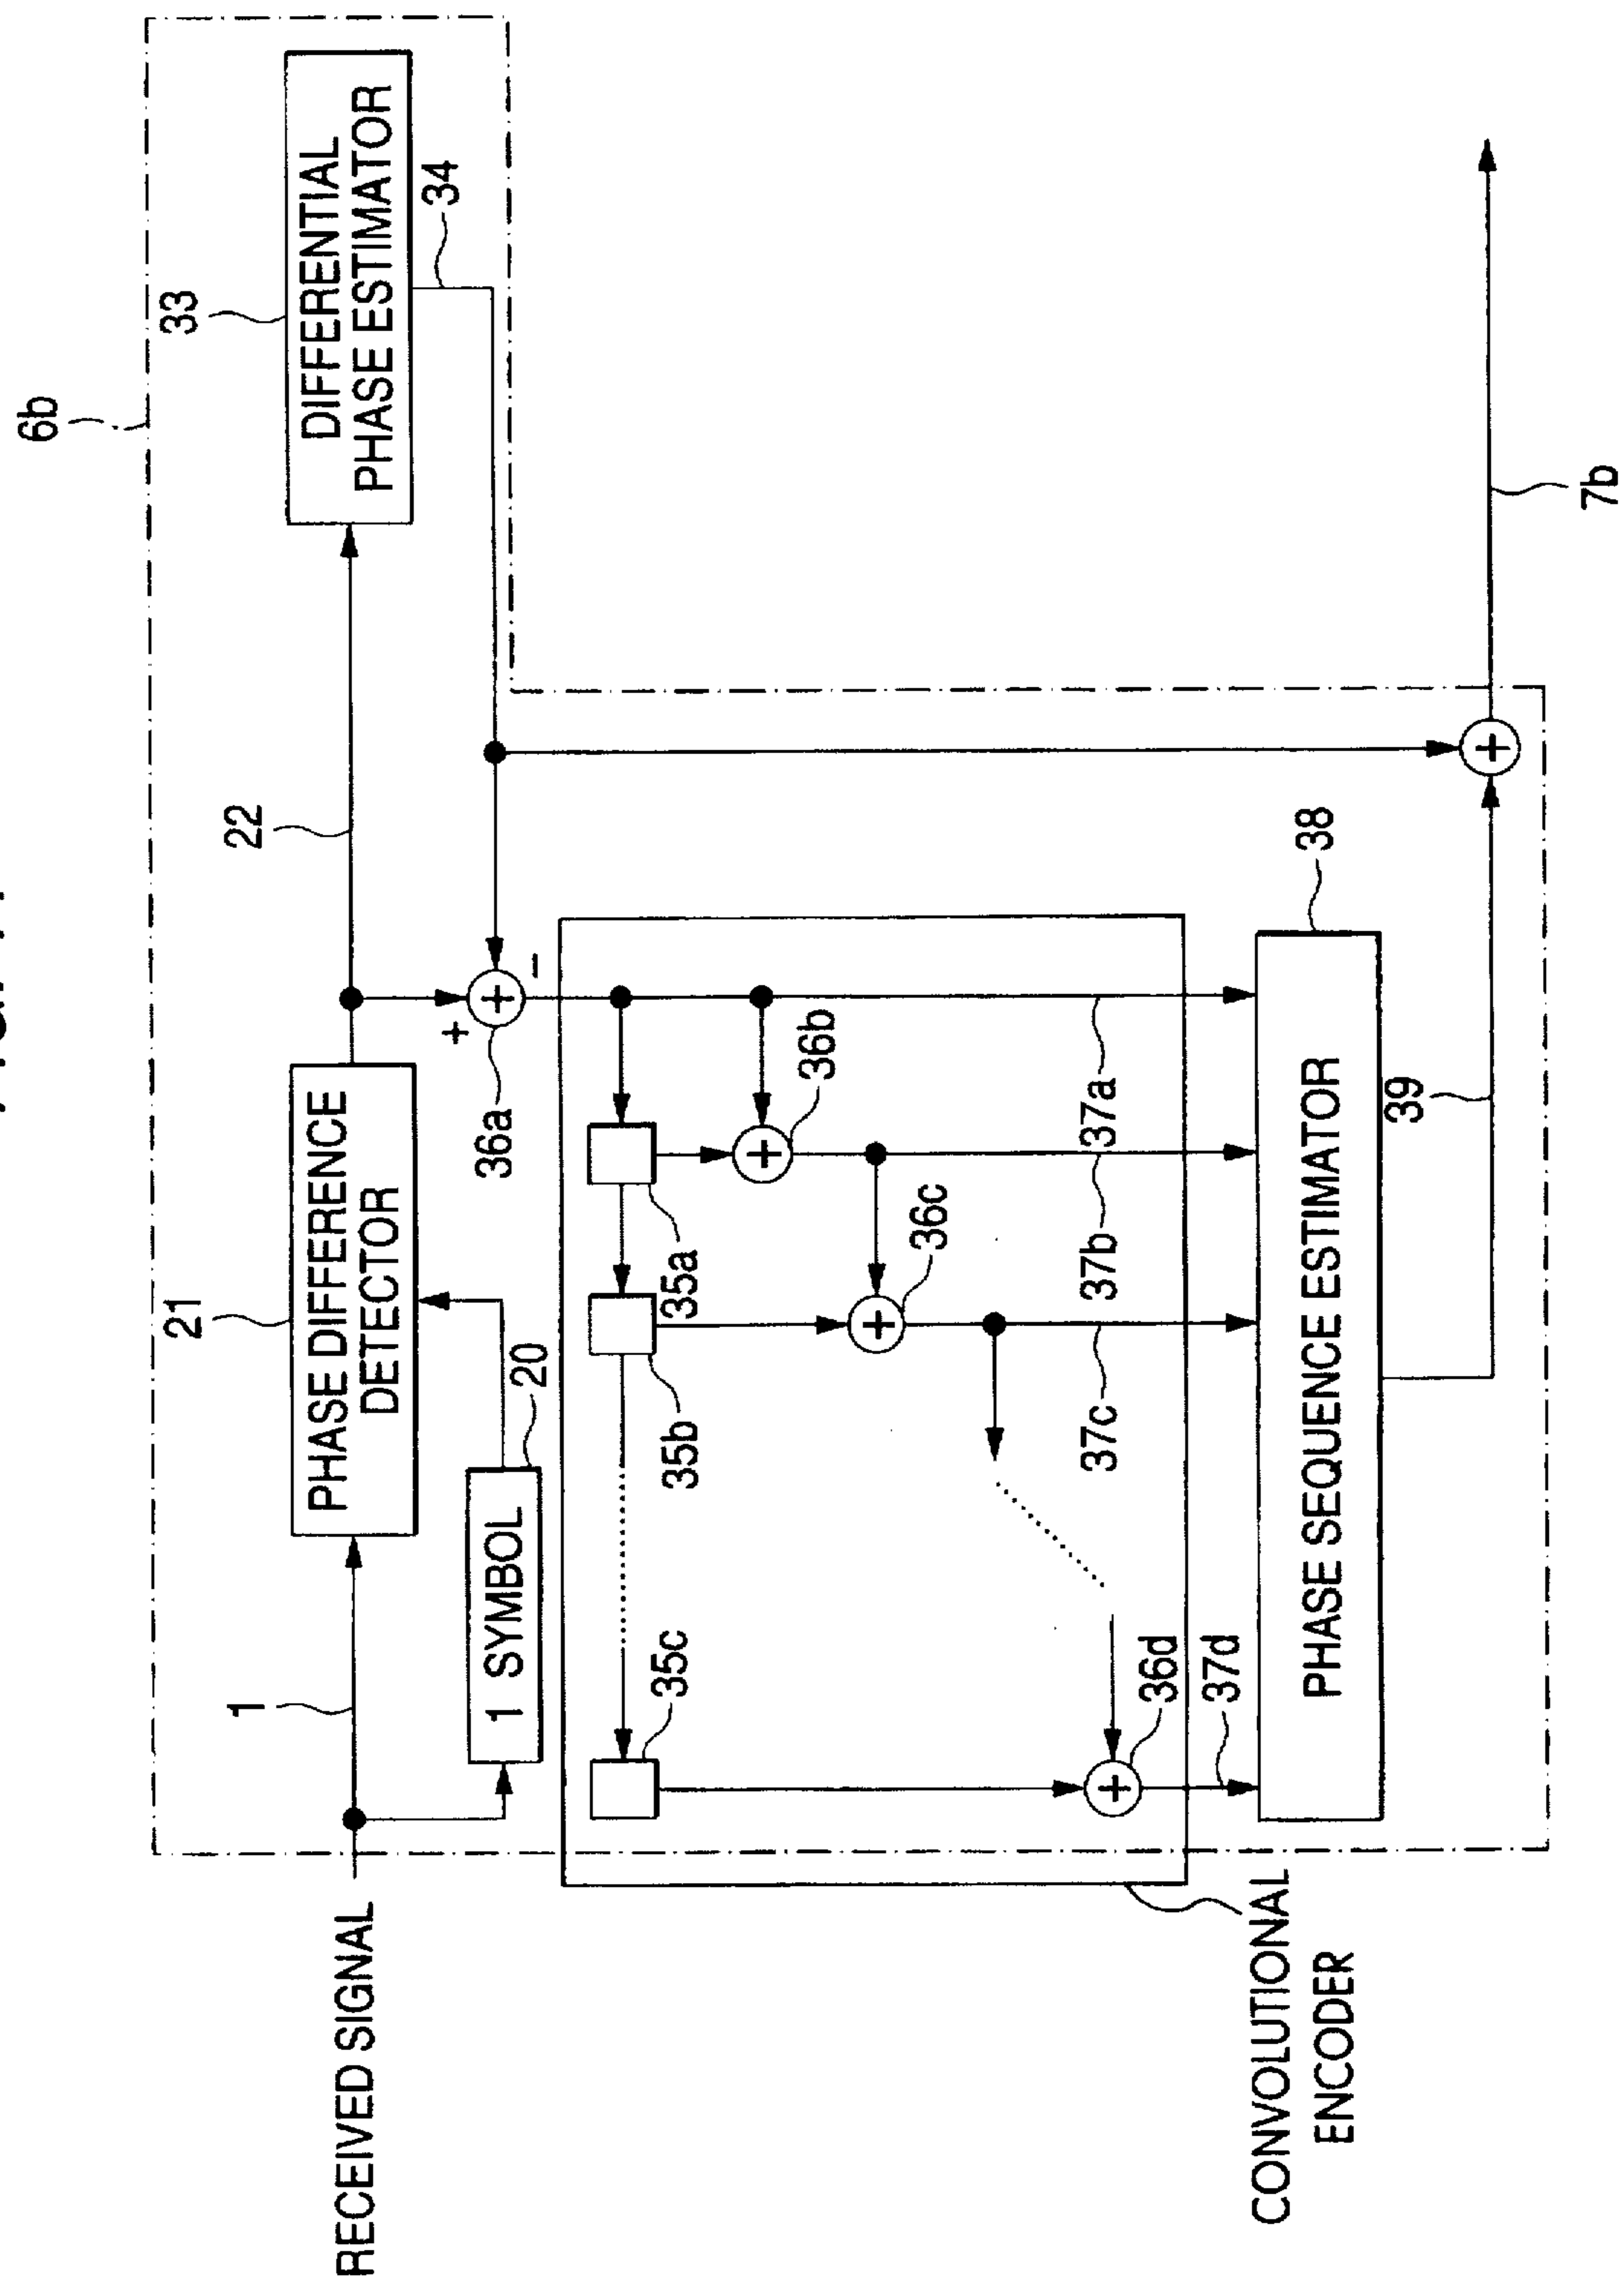 6b
33
DIFFERENTIAL
PHASE ESTIMATOR
34
22
21
PHASE DIFFERENCE
DETECTOR
1
RECEIVED SIGNAL
1 SYMBOL
20
+
+
−
36a
35a
35b
35c
+
36b
+
36c
+
36d
37a
37b
37c
37d
CONVOLUTIONAL
ENCODER
38
PHASE SEQUENCE ESTIMATOR
39
+
7b